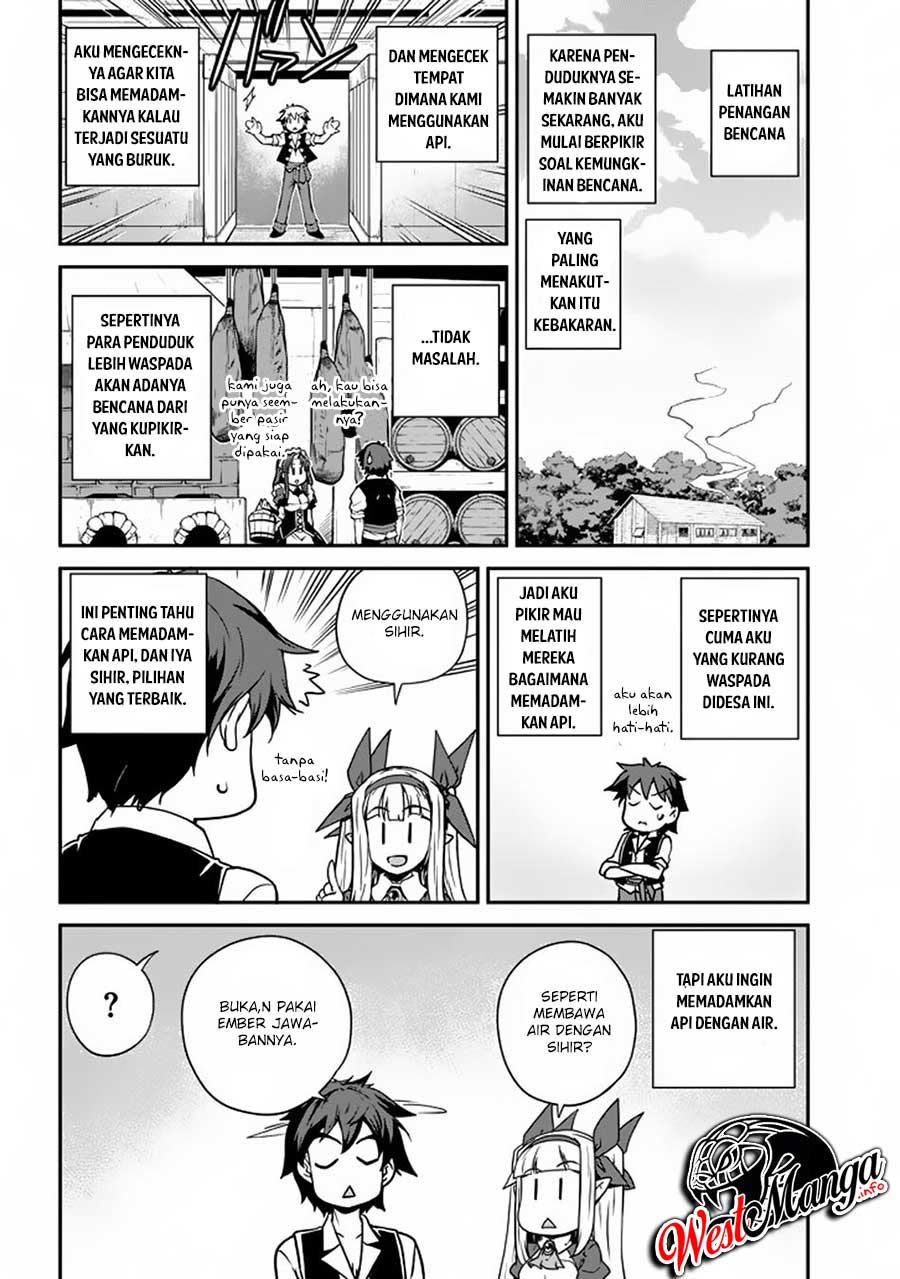 LATIHAN
PENANGAN
BENCANA
KARENA PEN-
DUDUKNYA SE-
MAKIN BANYAK
SEKARANG, AKU
MULAI BERPIKIR
SOAL KEMUNGK-
INAN BENCANA.
YANG
PALING
MENAKUT-
KAN ITU
KEBAKARAN.
DAN MENGECEK
TEMPAT
DIMANA KAMI
MENGGUNAKAN
API.
AKU MENGECEKN-
YA AGAR KITA
BISA MEMADAM-
KANNYA KALAU
TERJADI SESUATU
YANG BURUK.
...TIDAK
MASALAH.
ah, kau bisa
melakukan-
nya?
kami juga
punya seem-
ber pasir
yang siap
dipakai.
SEPERTINYA
PARA PENDUDUK
LEBIH WASPADA
AKAN ADANYA
BENCANA DARI
YANG KUPIKIR-
KAN.
SEPERTINYA
CUMA AKU
YANG KURANG
WASPADA
DIDESA INI.
aku akan
lebih
hati-hati.
JADI AKU
PIKIR MAU
MELATIH
MEREKA
BAGAIMANA
MEMADAM-
KAN API.
MENGGUNAKAN
SIHIR.
tanpa
basa-basi!
INI PENTING TAHU
CARA MEMADAM-
KAN API, DAN IYA
SIHIR, PILIHAN
YANG TERBAIK.
TAPI AKU INGIN
MEMADAMKAN
API DENGAN AIR.
SEPERTI
MEMBAWA
AIR DENGAN
SIHIR?
BUKA,N PAKAI
EMBER JAWA-
BANNYA.
?
WestManga
.info